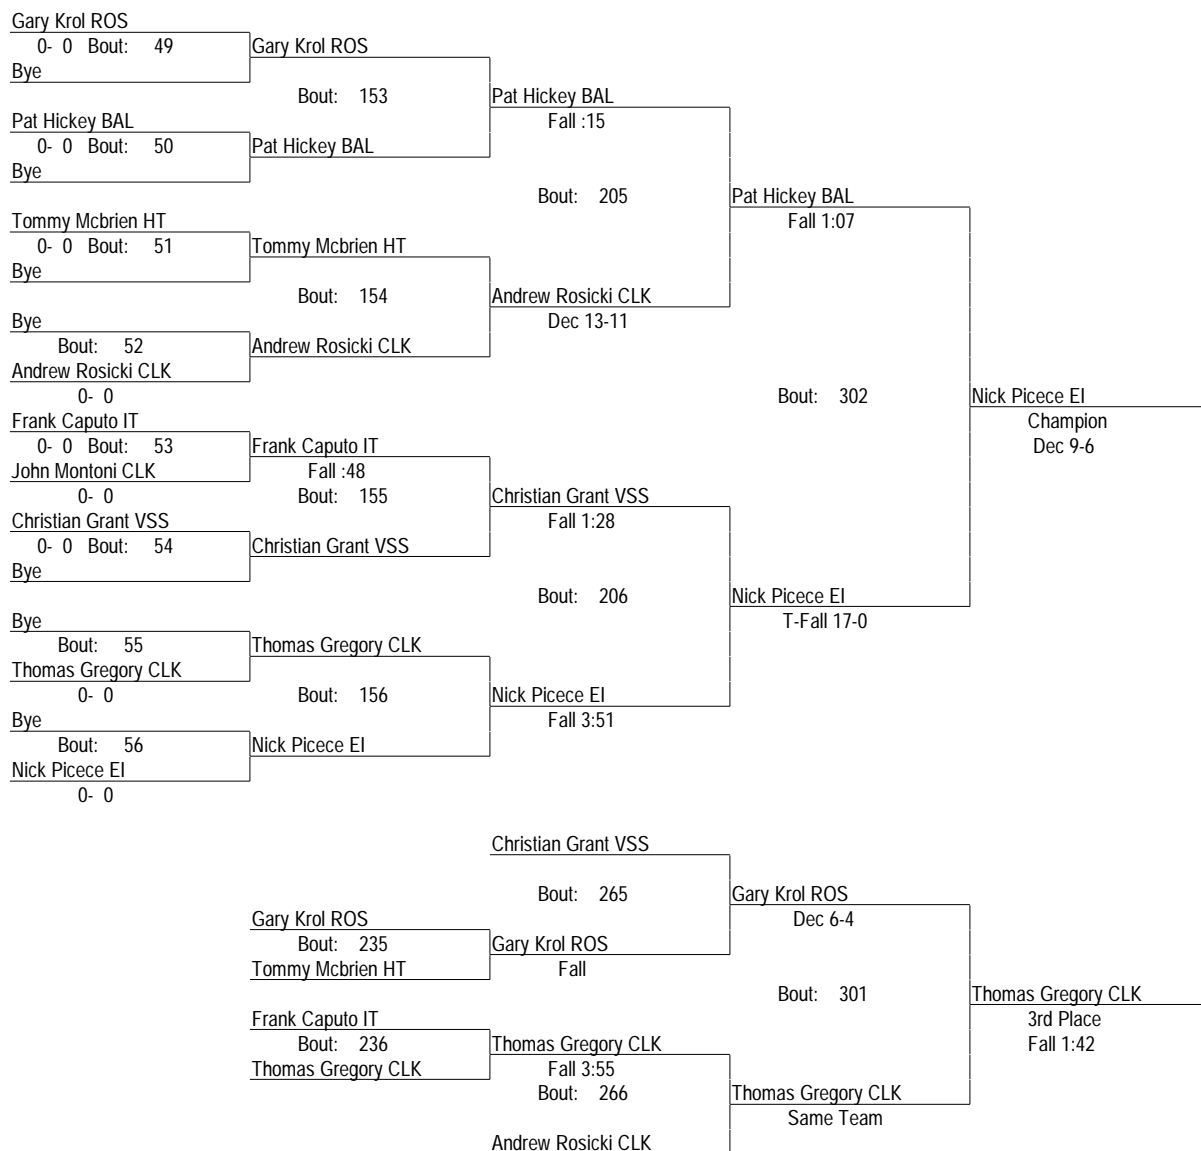 Gary Krol ROS
0- 0 Bout: 49 Gary Krol ROS
Bye
Bout: 153 Pat Hickey BAL
Pat Hickey BAL Fall :15
0- 0 Bout: 50 Pat Hickey BAL
Bye
Bout: 205 Pat Hickey BAL
Tommy Mcbrien HT Fall 1:07
0- 0 Bout: 51 Tommy Mcbrien HT
Bye
Bout: 154 Andrew Rosicki CLK
Bye Dec 13-11
Bout: 52 Andrew Rosicki CLK
Andrew Rosicki CLK
0- 0 Bout: 302 Nick Picece EI
Frank Caputo IT Champion
0- 0 Bout: 53 Frank Caputo IT Dec 9-6
John Montoni CLK Fall :48
0- 0 Bout: 155 Christian Grant VSS
Christian Grant VSS Fall 1:28
0- 0 Bout: 54 Christian Grant VSS
Bye
Bout: 206 Nick Picece EI
Bye T-Fall 17-0
Bout: 55 Thomas Gregory CLK
Thomas Gregory CLK
0- 0 Bout: 156 Nick Picece EI
Bye Fall 3:51
Bout: 56 Nick Picece EI
Nick Picece EI
0- 0
Christian Grant VSS
Bout: 265 Gary Krol ROS
Gary Krol ROS Dec 6-4
Bout: 235 Gary Krol ROS
Tommy Mcbrien HT Fall
Bout: 301 Thomas Gregory CLK
Frank Caputo IT 3rd Place
Bout: 236 Thomas Gregory CLK Fall 1:42
Thomas Gregory CLK Fall 3:55
Bout: 266 Thomas Gregory CLK
Same Team
Andrew Rosicki CLK